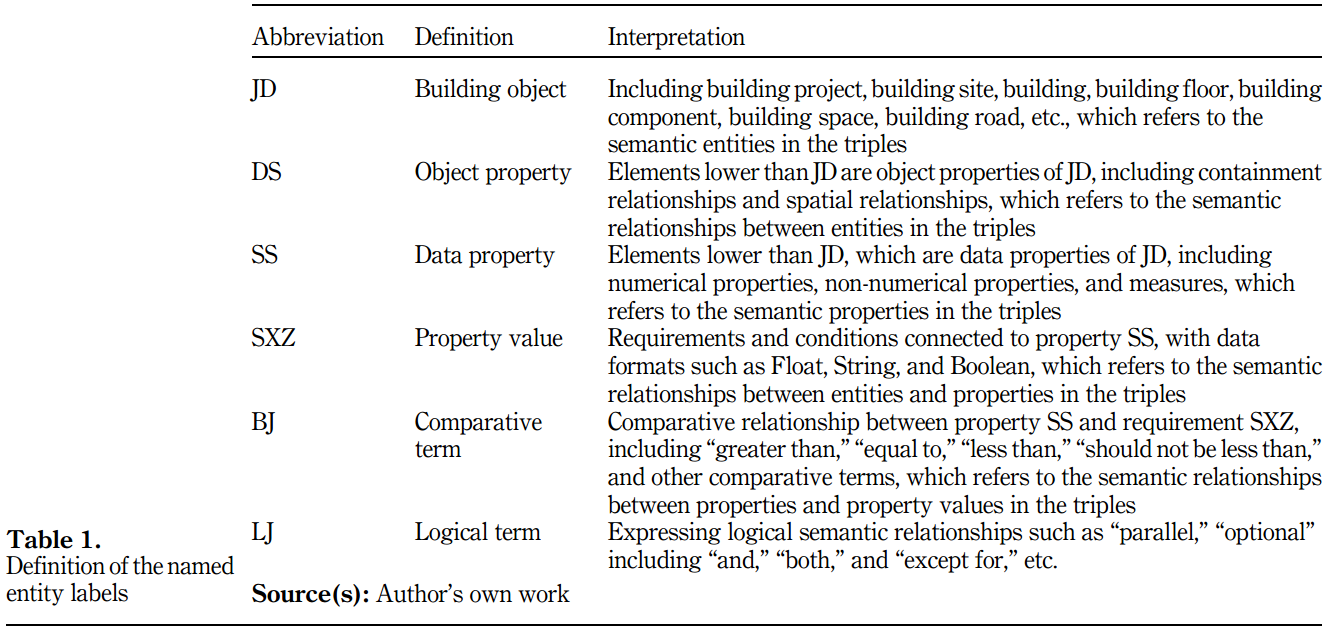 Abbreviation Definition Interpretation
JD Building object Including building project, building site, building, building floor, building
component, building space, building road, etc., which refers to the
semantic entities in the triples
DS Object property Elements lower than JD are object properties of JD, including containment
relationships and spatial relationships, which refers to the semantic
relationships between entities in the triples
SS Data property Elements lower than JD, which are data properties of JD, including
numerical properties, non-numerical properties, and measures, which
refers to the semantic properties in the triples
SXZ Property value Requirements and conditions connected to property SS, with data
formats such as Float, String, and Boolean, which refers to the semantic
relationships between entities and properties in the triples
BJ Comparative Comparative relationship between property SS and requirement SXZ,
term including “greater than,” “equal to,” “less than,” “should not be less than,”
and other comparative terms, which refers to the semantic relationships
between properties and property values in the triples
LJ Logical term Expressing logical semantic relationships such as “parallel,” “optional”
including “and,” “both,” and “except for,” etc.
Source(s): Author’s own work
Table 1.
Definition of the named
entity labels